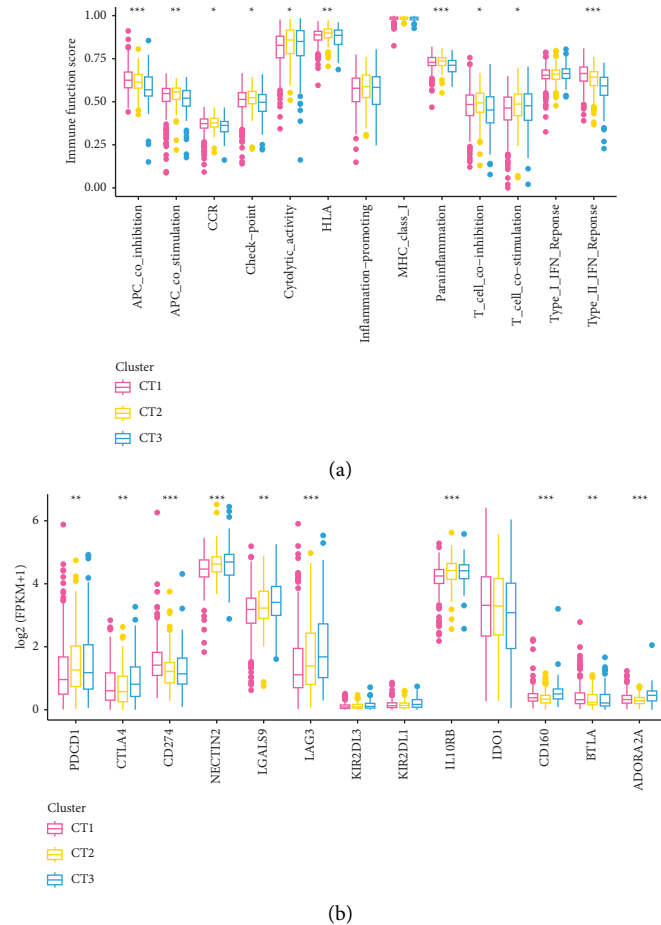 *** ** * * * ** *** * * ***
1.00
0.75
0.50
0.25
0.00
Immune function score
APC_co_inhibition
APC_co_stimulation
CCR
Check-point
Cytolytic_activity
HLA
Inflammation-promoting
MHC_class_I
Parainflammation
T_cell_co-inhibition
T_cell_co-stimulation
Type_I_IFN_Reponse
Type_II_IFN_Reponse
Cluster
CT1
CT2
CT3
(a)
** ** *** *** ** *** *** *** ** ***
6
4
2
0
log2 (FPKM+1)
PDCD1
CTLA4
CD274
NECTIN2
LGALS9
LAG3
KIR2DL3
KIR2DL1
IL10RB
IDO1
CD160
BTLA
ADORA2A
Cluster
CT1
CT2
CT3
(b)